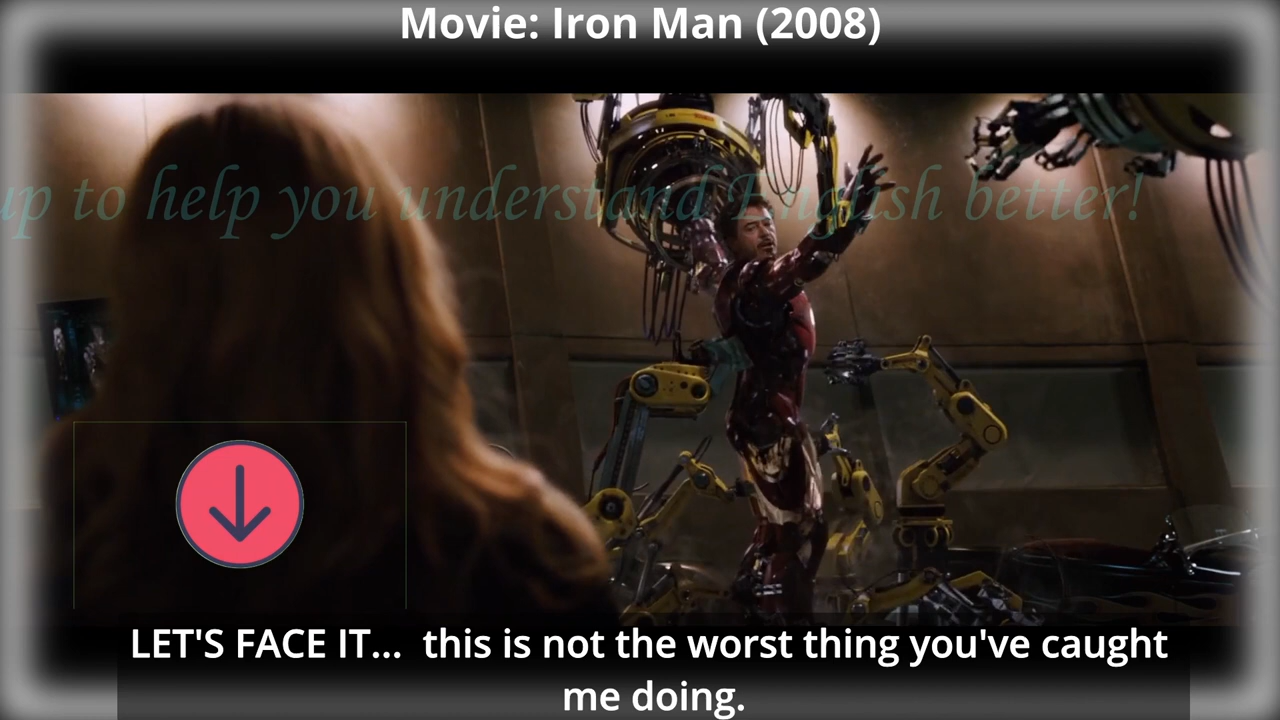 Movie: Iron Man (2008)
up to help you understand English better!
LET'S FACE IT... this is not the worst thing you've caught
me doing.